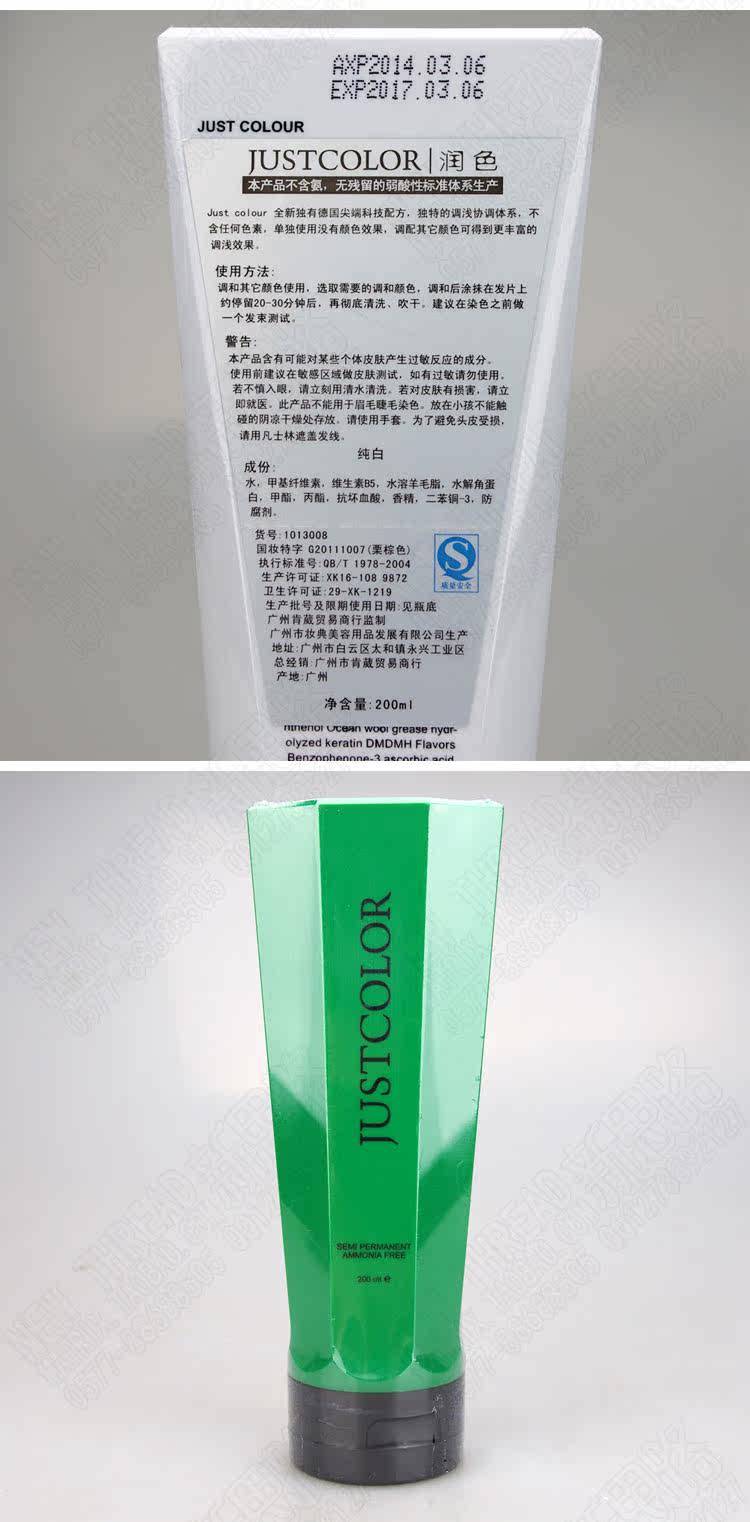 AXP2014.03.06
EXP2017.03.06
JUST COLOUR
JUSTCOLOR|润色
本产品不含氨，无残留的弱酸性标准体系生产
Just colour 全新独有德国尖端科技配方，独特的调浅协调体系，不
含任何色素，单独使用没有颜色效果，调配其它颜色可得到更丰富的
调浅效果。
使用方法：
调和其它颜色使用，选取需要的调和颜色，调和后涂抹在发片上
约停留20-30分钟后，再彻底清洗、吹干。建议在染色之前做
一个发束测试。
警告：
本产品含有可能对某些个体皮肤产生过敏反应的成分。
使用前建议在敏感区域做皮肤测试，如有过敏请勿使用。
若不慎入眼，请立刻用清水清洗。若对皮肤有损害，请立
即就医。此产品不能用于眉毛睫毛染色。放在小孩不能触
碰的阴凉干燥处存放。请使用手套。为了避免头皮受损，
请用凡士林遮盖发线。
纯白
成份：
水，甲基纤维素，维生素B5，水溶羊毛脂，水解角蛋
白，甲酯，丙酯，抗坏血酸，香精，二苯铜-3，防
腐剂。
货号:1013008
国妆特字 G20111007(栗棕色)
执行标准号:QB/T 1978-2004
生产许可证:XK16-108 9872
卫生许可证:29-XK-1219
生产批号及限期使用日期:见瓶底
广州肯葳贸易商行监制
广州市妆典美容用品发展有限公司生产
地址:广州市白云区太和镇永兴工业区
总经销:广州市肯葳贸易商行
产地:广州
质量安全
净含量:200ml
nthenol Ocean wool grease hydr-
olyzed keratin DMDMH Flavors
Benzophenone-3 ascorbic acid
JUSTCOLOR
SEMI PERMANENT
AMMONIA FREE
200 ml e